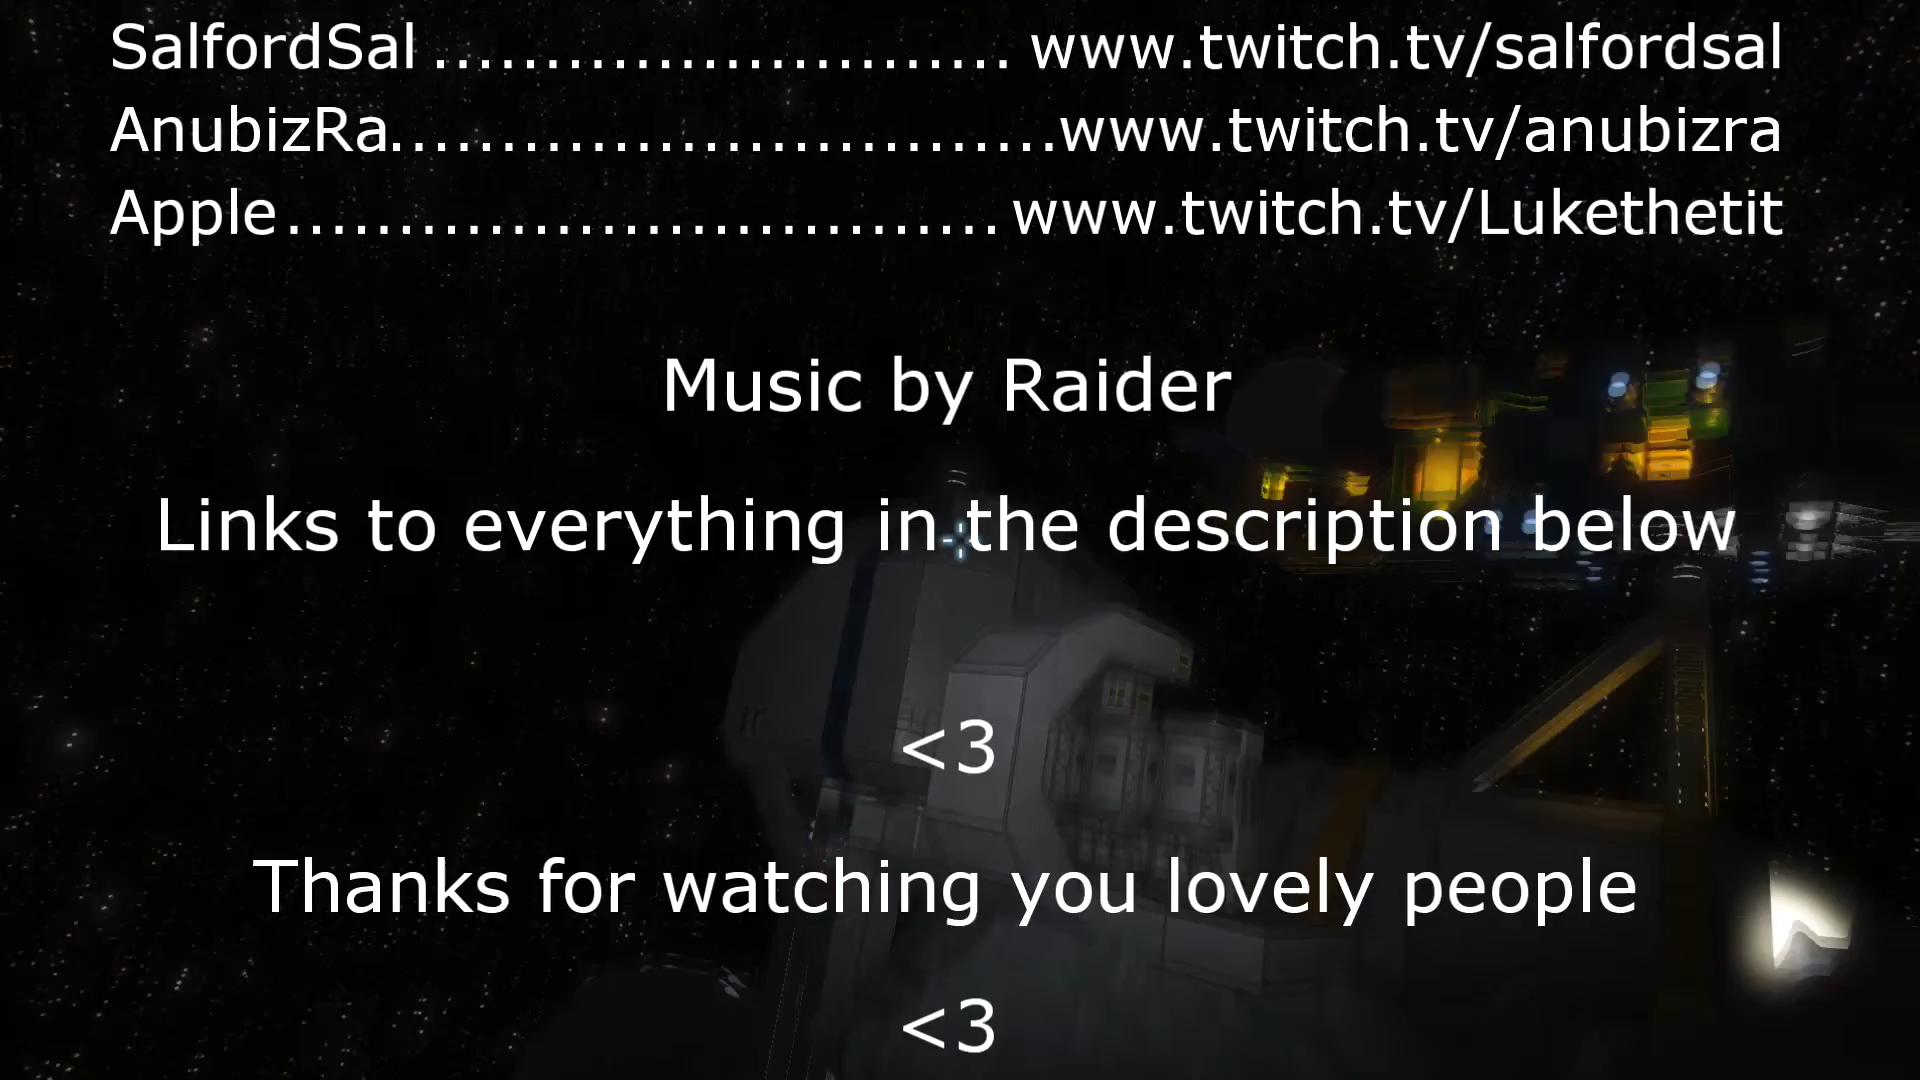 SalfordSal .......................... www.twitch.tv/salfordsal
AnubizRa..............................www.twitch.tv/anubizra
Apple ................................ www.twitch.tv/Lukethetit
Music by Raider
Links to everything in the description below
<3
Thanks for watching you lovely people
<3